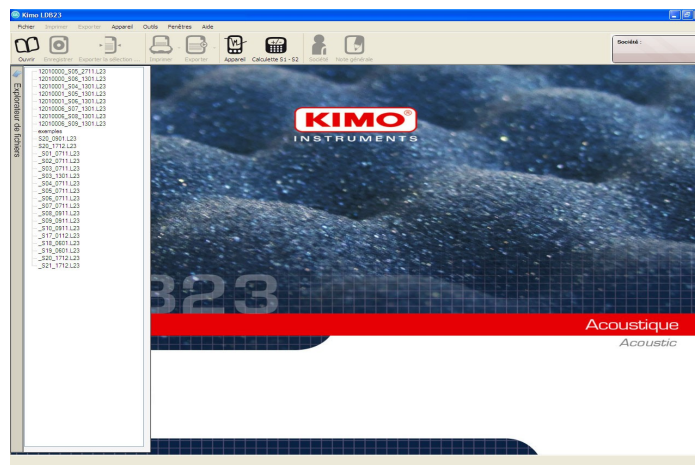 Kimo LDB23
Fichier Imprimer Exporter Appareil Outils Fenêtres Aide
Ouvrir Enregistrer Exporter la sélection ... Imprimer Exporter Appareil Calculette S1 - S2 Société Note générale
Société :
Explorateur de fichiers
12010000_S05_2711.L23
12010000_S06_1301.L23
12010001_S04_1301.L23
12010001_S05_1301.L23
12010001_S06_1301.L23
12010006_S07_1301.L23
12010006_S08_1301.L23
12010006_S09_1301.L23
exemples
S20_0901.L23
S20_1712.L23
_S01_0711.L23
_S02_0711.L23
_S03_0711.L23
_S03_1301.L23
_S04_0711.L23
_S05_0711.L23
_S06_0711.L23
_S07_0711.L23
_S08_0911.L23
_S09_0911.L23
_S10_0911.L23
_S17_0112.L23
_S18_0601.L23
_S19_0601.L23
_S20_1712.L23
_S21_1712.L23
KIMO®
INSTRUMENTS
B23
Acoustique
Acoustic